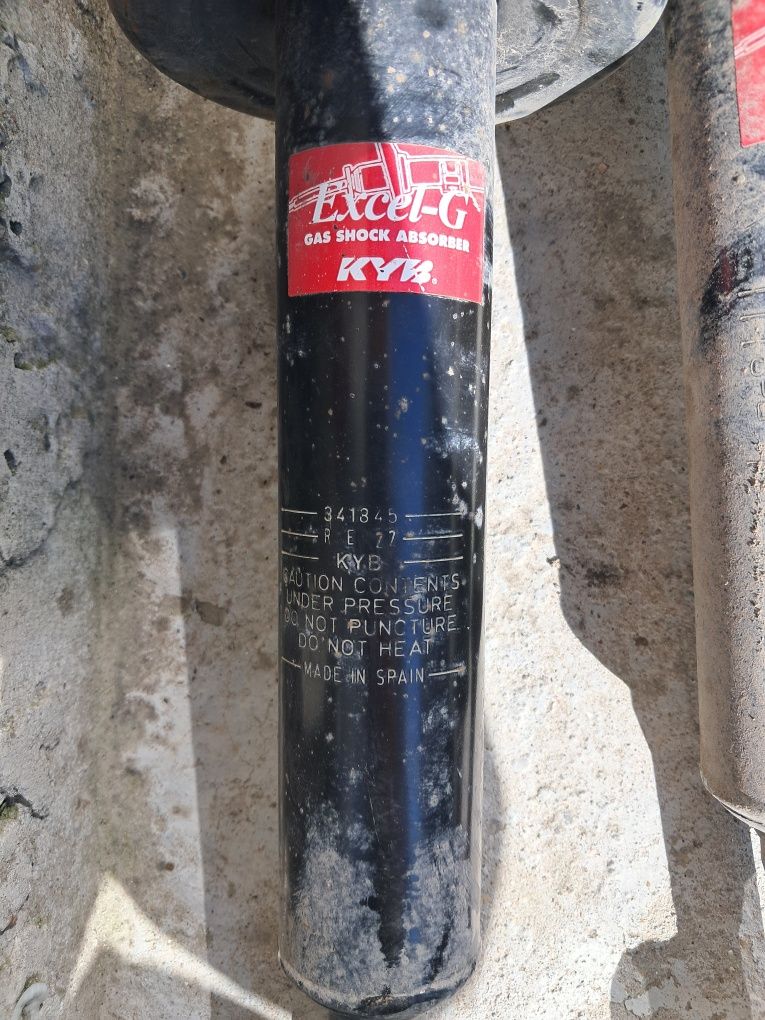 Excel-G
GAS SHOCK ABSORBER
KYB®
341845
R E 27
KYB
CAUTION CONTENTS
UNDER PRESSURE
DO NOT PUNCTURE
DO NOT HEAT
MADE IN SPAIN